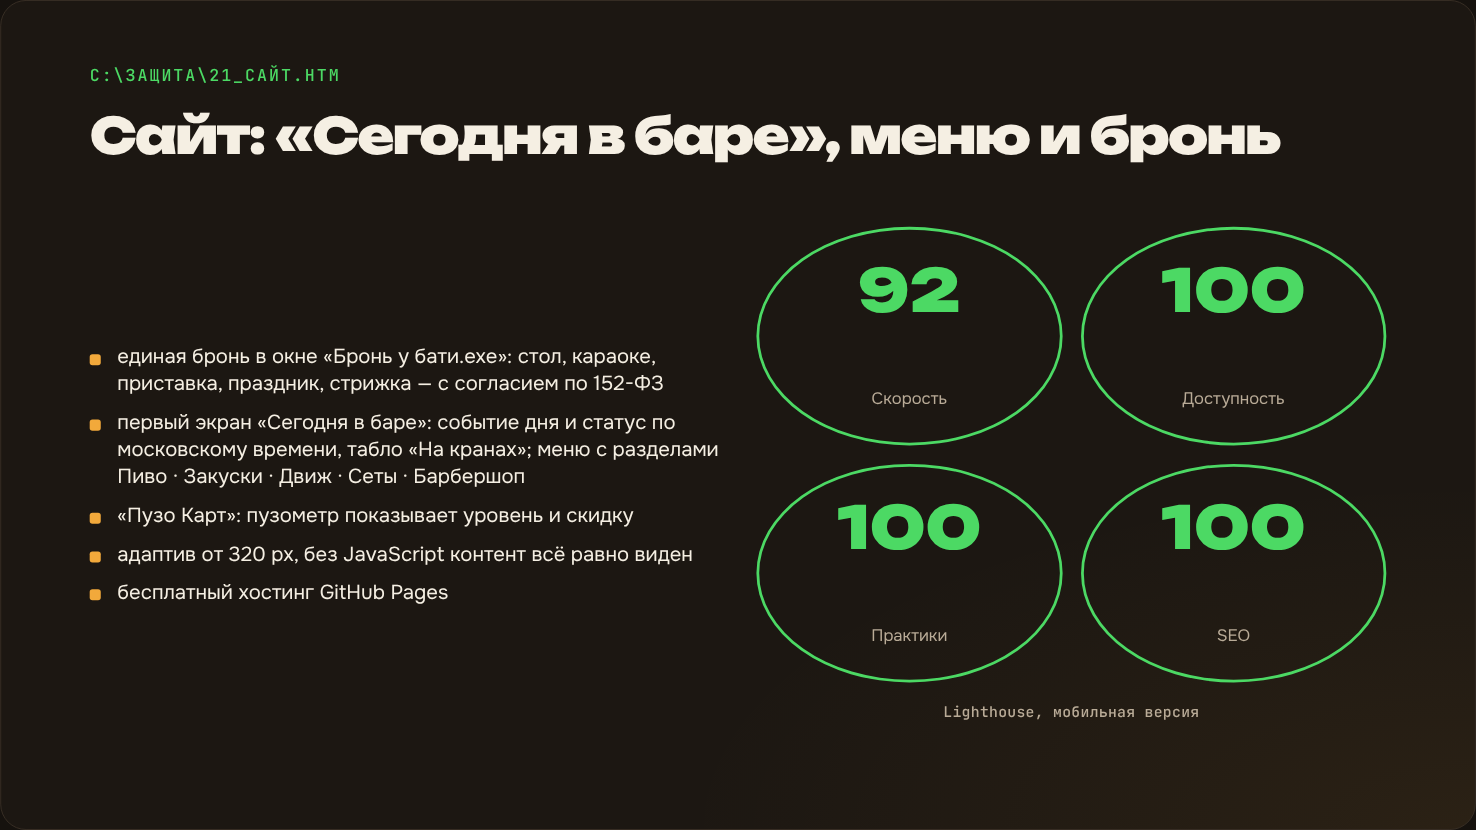 C:\ЗАЩИТА\21_САЙТ.HTM
Сайт: «Сегодня в баре», меню и бронь
единая бронь в окне «Бронь у бати.exe»: стол, караоке,
приставка, праздник, стрижка — с согласием по 152-ФЗ
первый экран «Сегодня в баре»: событие дня и статус по
московскому времени, табло «На кранах»; меню с разделами
Пиво · Закуски · Движ · Сеты · Барбершоп
«Пузо Карт»: пузометр показывает уровень и скидку
адаптив от 320 px, без JavaScript контент всё равно виден
бесплатный хостинг GitHub Pages
92
Скорость
100
Доступность
100
Практики
100
SEO
Lighthouse, мобильная версия